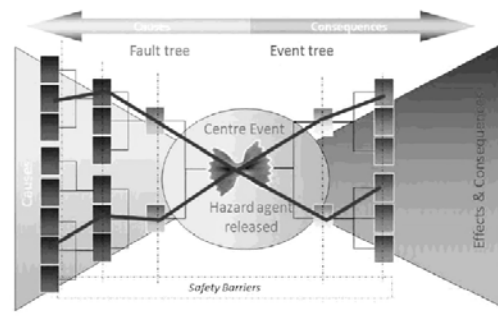 Causes
Consequences
Fault tree
Event tree
Centre Event
Hazard agent
released
Causes
Effects & Consequences
Safety Barriers